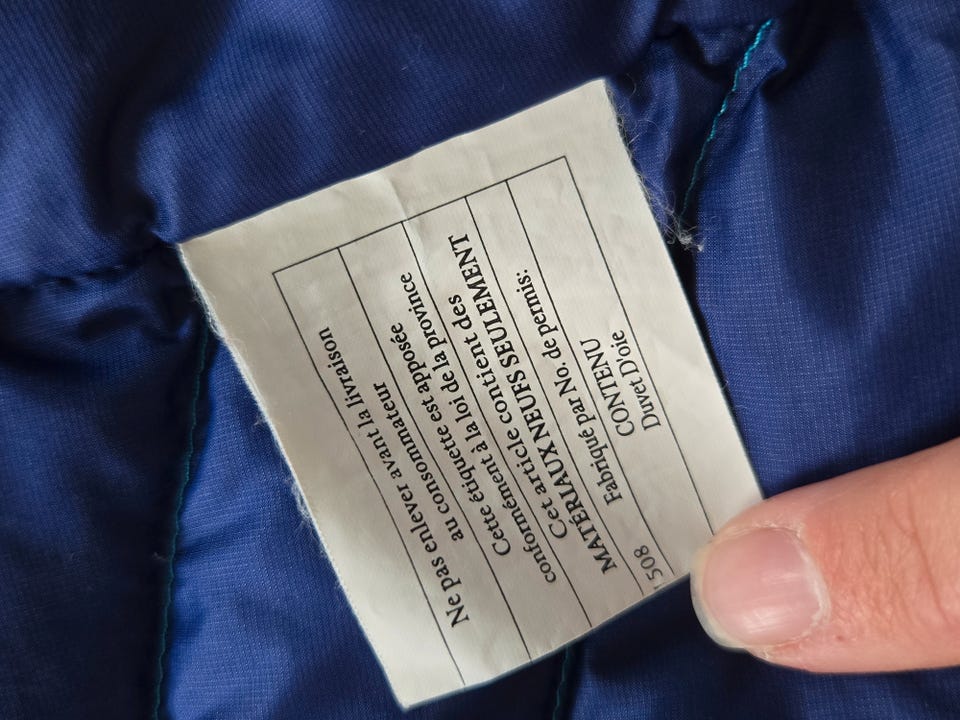 Ne pas enlever avant la livraison
au consommateur
Cette étiquette est apposée
conformément à la loi de la province
Cet article contient des
MATÉRIAUX NEUFS SEULEMENT
Fabriqué par No. de permis:
CONTENU
Duvet D'oie